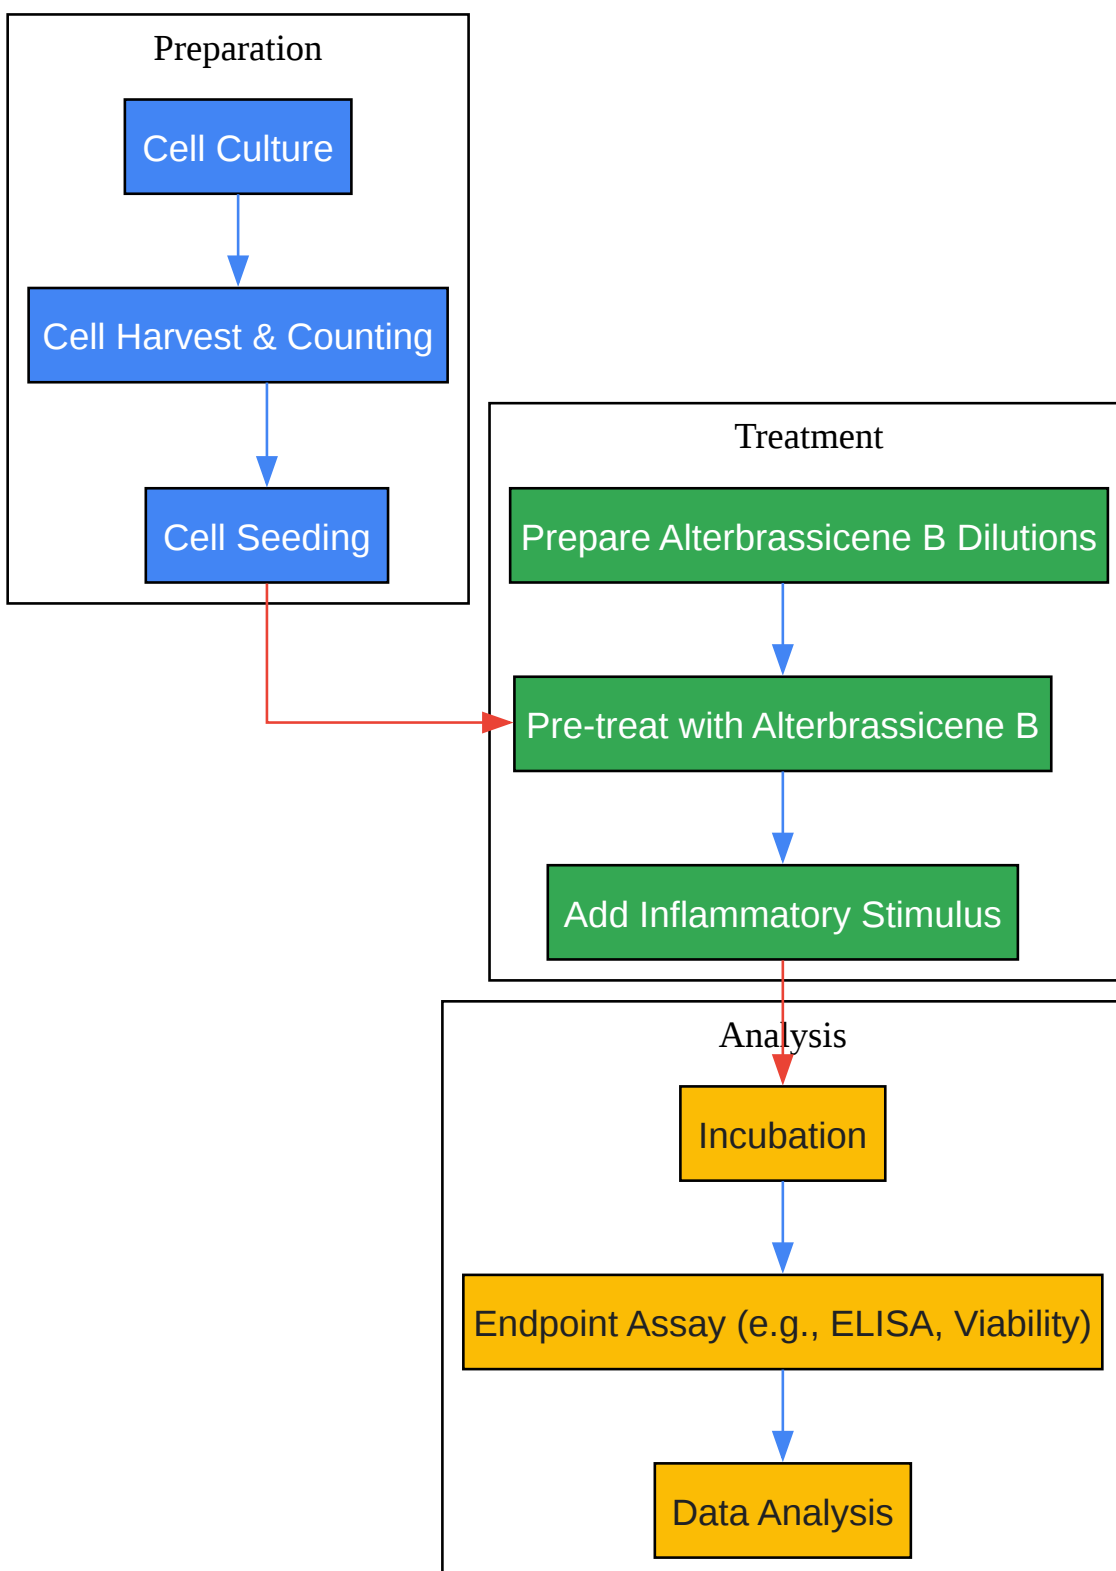 Preparation
Cell Culture
Cell Harvest & Counting
Cell Seeding
Treatment
Prepare Alterbrassicene B Dilutions
Pre-treat with Alterbrassicene B
Add Inflammatory Stimulus
Analysis
Incubation
Endpoint Assay (e.g., ELISA, Viability)
Data Analysis